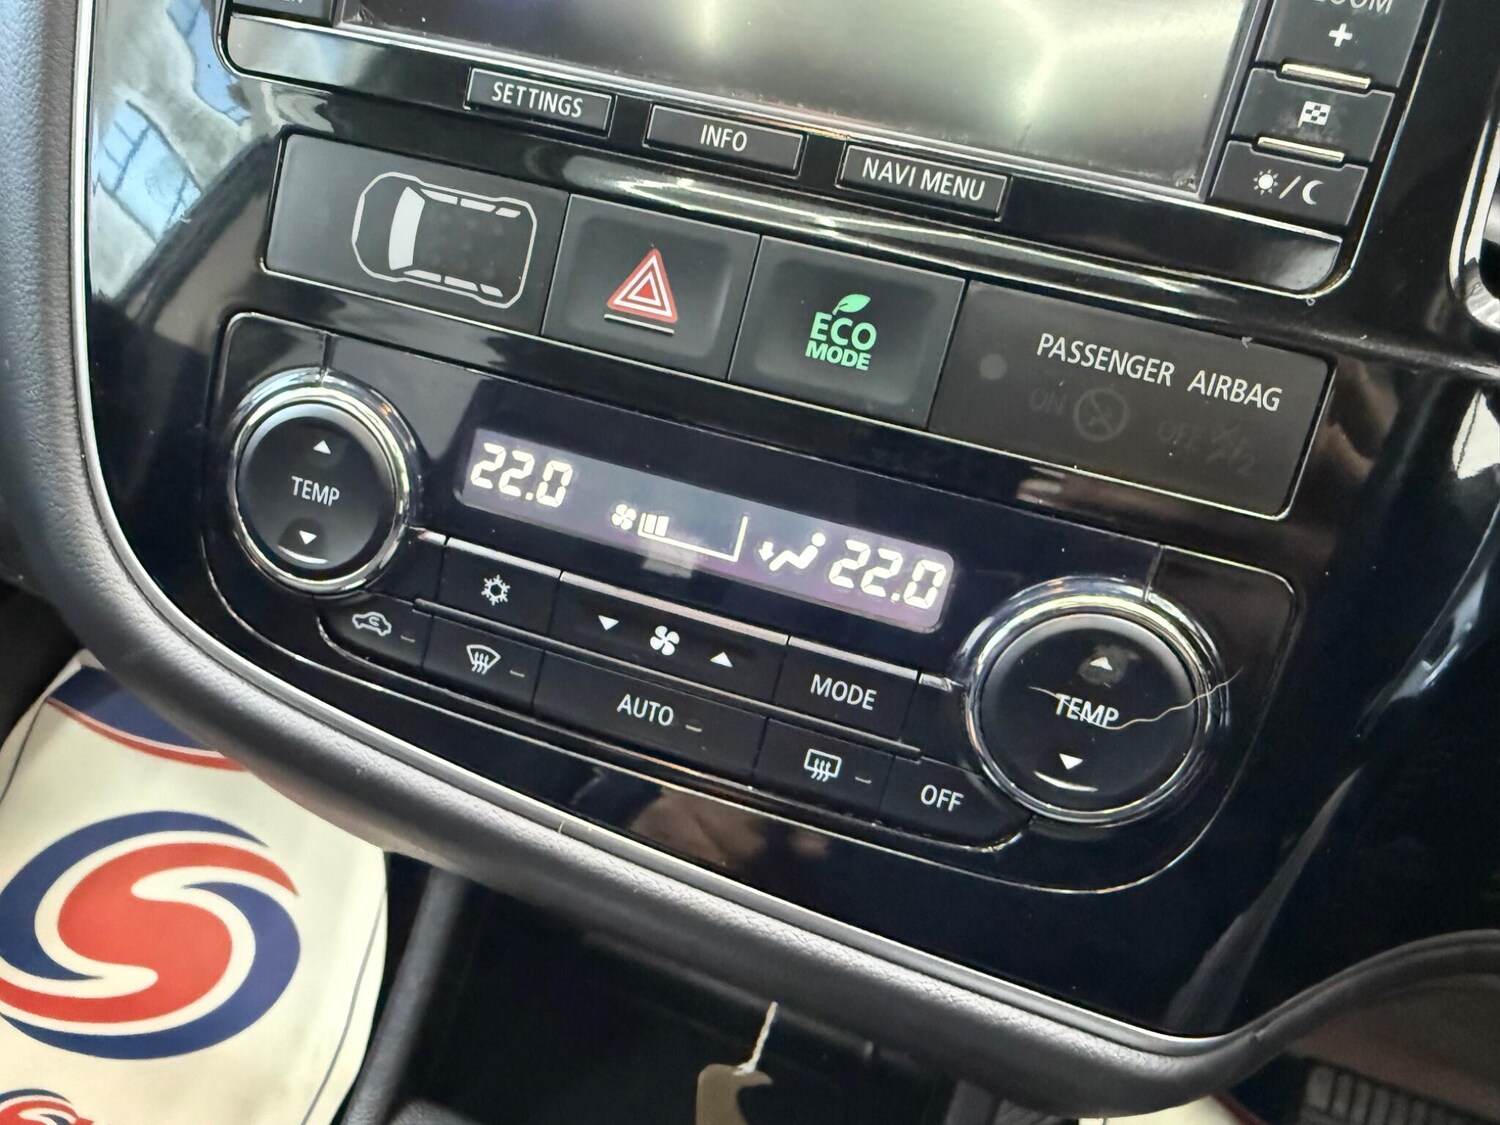 SETTINGS
INFO
NAVI MENU
ECO
MODE
PASSENGER AIRBAG
ON OFF
TEMP
22.0
22.0
MODE
AUTO
OFF
TEMP